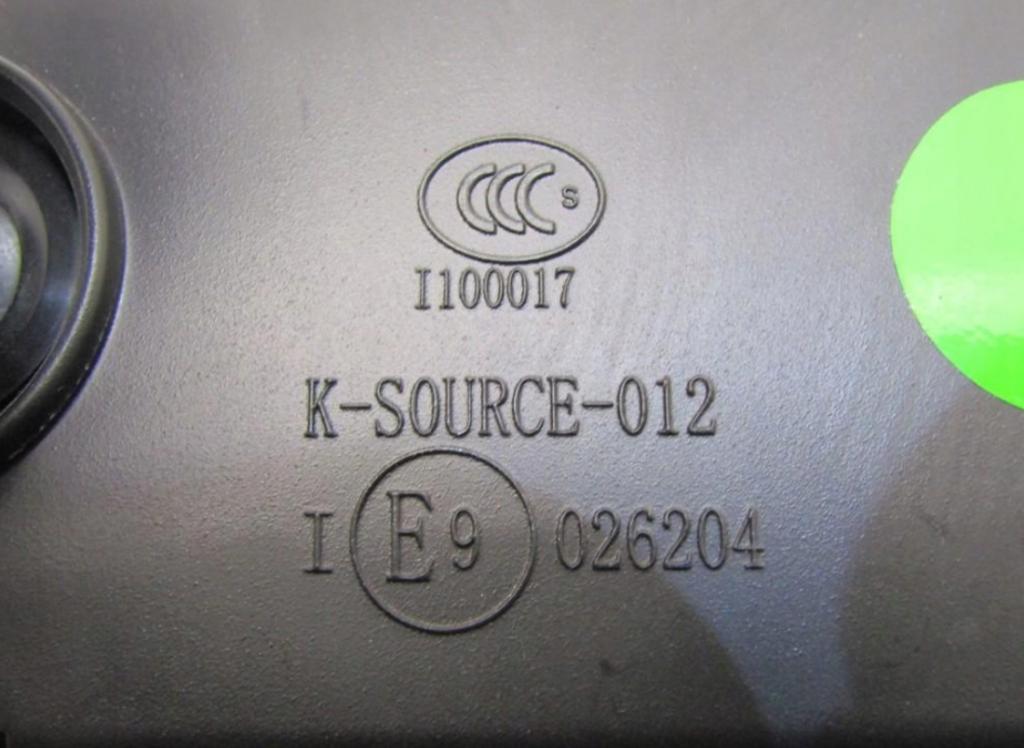 CCC S
I100017
K-SOURCE-012
I E9 026204